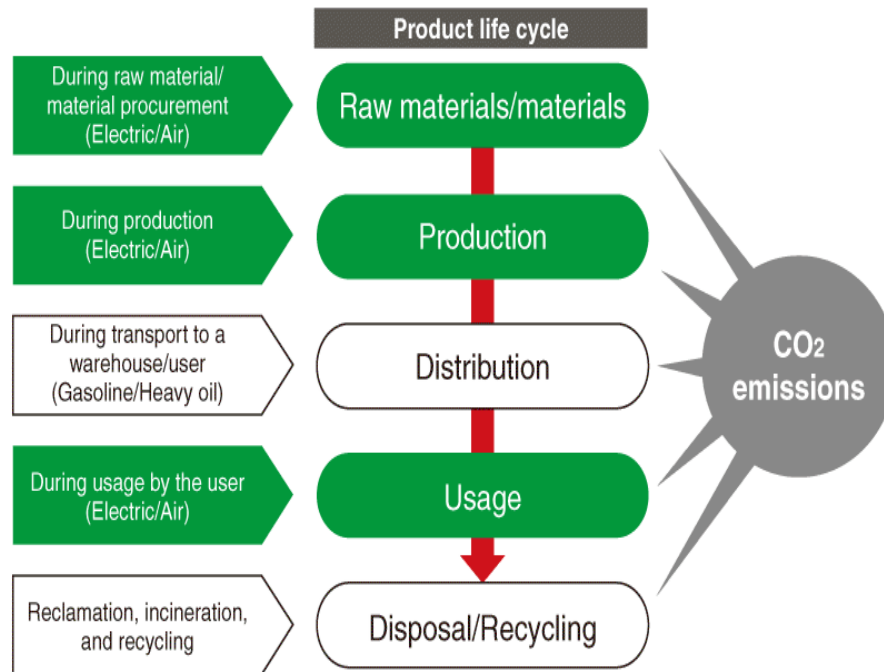 Product life cycle
During raw material/
material procurement
(Electric/Air)
Raw materials/materials
During production
(Electric/Air)
Production
During transport to a
warehouse/user
(Gasoline/Heavy oil)
Distribution
CO2
emissions
During usage by the user
(Electric/Air)
Usage
Reclamation, incineration,
and recycling
Disposal/Recycling